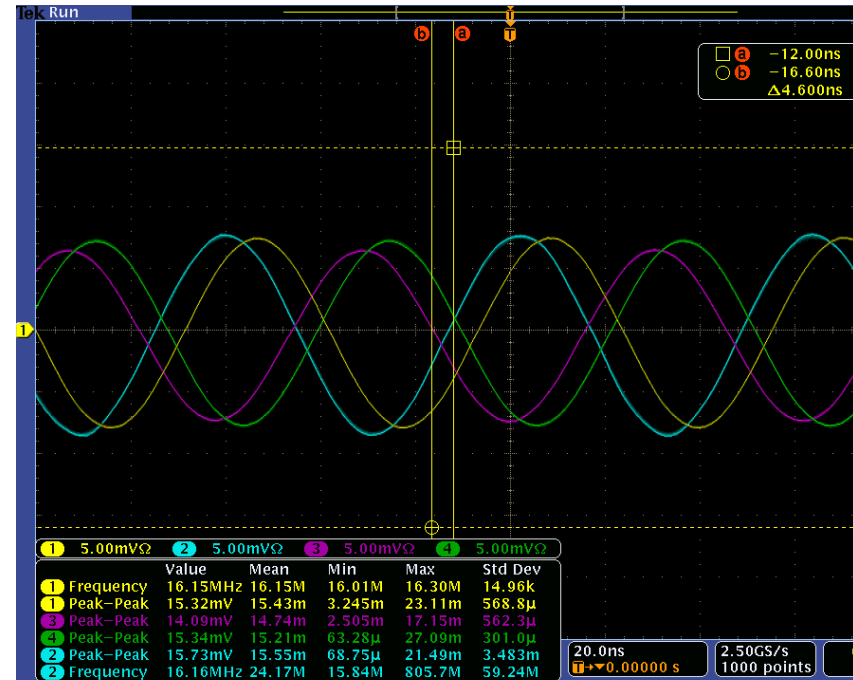 Tek Run
T
b a T
a −12.00ns
b −16.60ns
Δ4.600ns
1
1 5.00mVΩ 2 5.00mVΩ 3 5.00mVΩ 4 5.00mVΩ
Value Mean Min Max Std Dev
1 Frequency 16.15MHz 16.15M 16.01M 16.30M 14.96k
1 Peak−Peak 15.32mV 15.43m 3.245m 23.11m 568.8µ
3 Peak−Peak 14.09mV 14.74m 2.505m 17.15m 562.3µ
4 Peak−Peak 15.34mV 15.21m 63.28µ 27.09m 301.0µ
2 Peak−Peak 15.73mV 15.55m 68.75µ 21.49m 3.483m
2 Frequency 16.16MHz 24.17M 15.84M 805.7M 59.24M
20.0ns
T→▼0.00000 s
2.50GS/s
1000 points